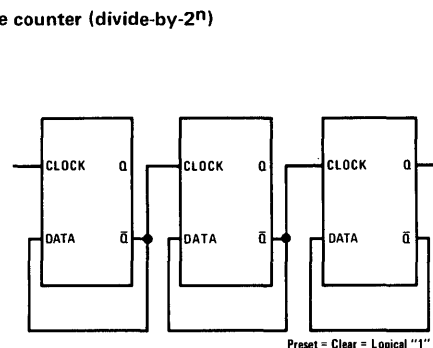 e counter (divide-by-2ⁿ)
CLOCK Q CLOCK Q CLOCK Q
DATA Q̅ DATA Q̅ DATA Q̅
Preset = Clear = Logical "1"